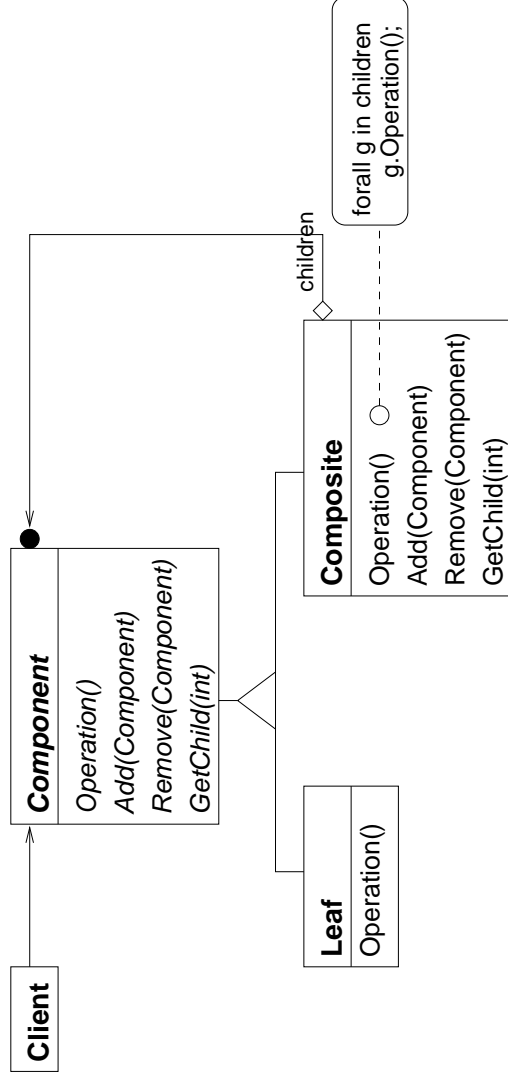 Client
Component
Operation()
Add(Component)
Remove(Component)
GetChild(int)
children
Leaf
Operation()
Composite
Operation()
Add(Component)
Remove(Component)
GetChild(int)
forall g in children
g.Operation();